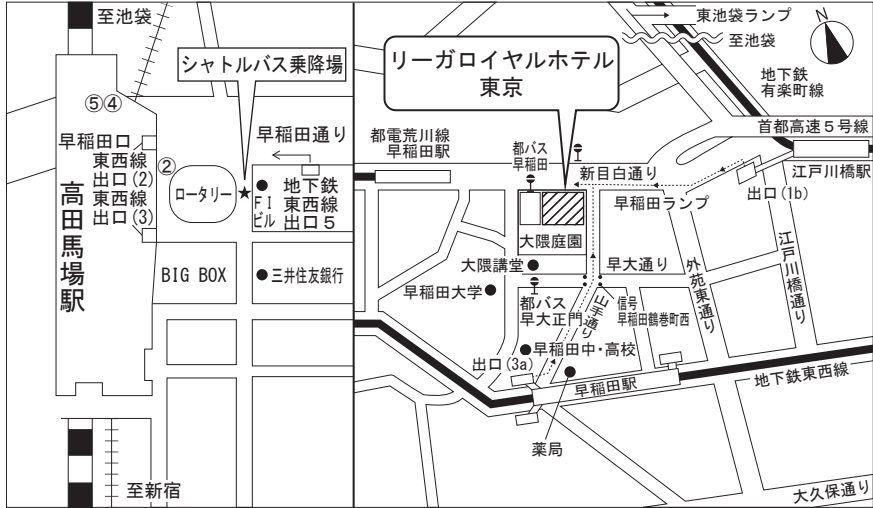 至池袋
シャトルバス乗降場
⑤④
早稲田口
東西線
出口(2)
東西線
出口(3)
②
ロータリー
★
早稲田通り
FI
ビル
地下鉄
東西線
出口5
高田馬場駅
BIG BOX
三井住友銀行
至新宿
リーガロイヤルホテル
東京
東池袋ランプ
至池袋
N
地下鉄
有楽町線
首都高速5号線
都電荒川線
早稲田駅
都バス
早稲田
新目白通り
江戸川橋駅
出口(1b)
早稲田ランプ
大隈庭園
大隈講堂
早大通り
早稲田大学
都バス
早大正門
山手通り
信号
早稲田鶴巻町西
外苑東通り
江戸川橋通り
早稲田中・高校
出口(3a)
早稲田駅
地下鉄東西線
薬局
大久保通り